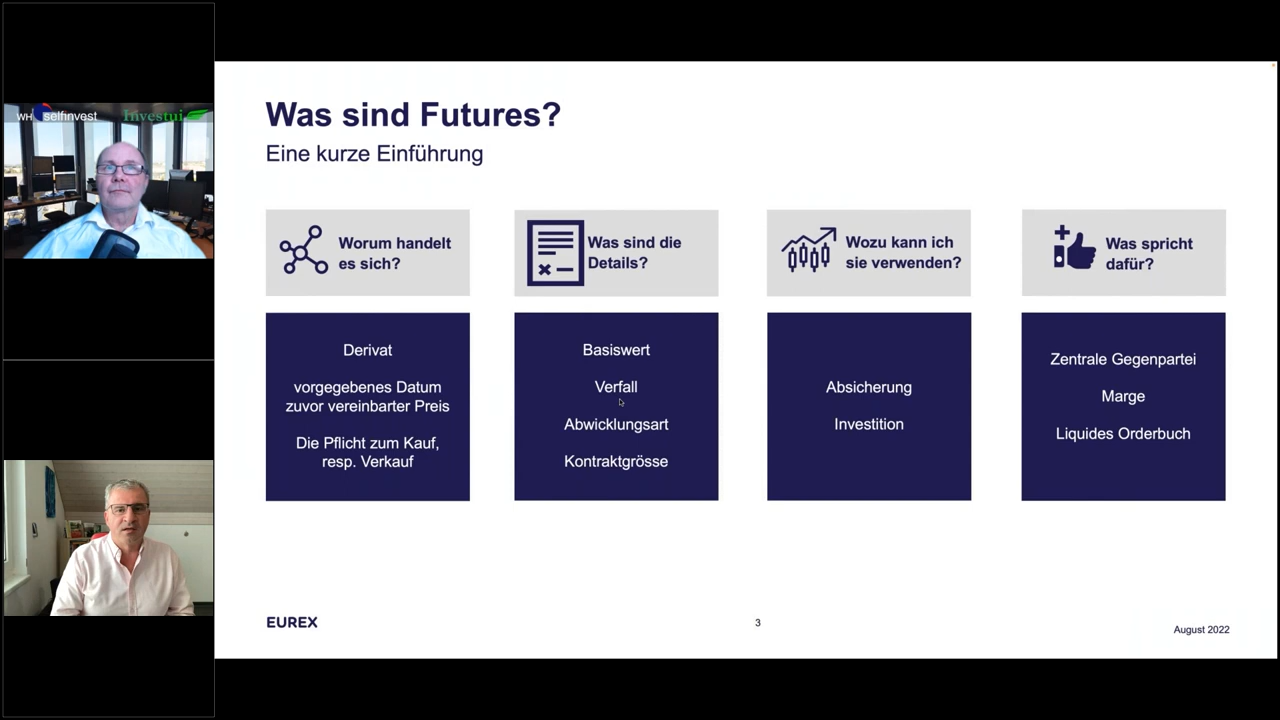 WH selfinvest
Investui
Was sind Futures?
Eine kurze Einführung
Worum handelt
es sich?
Was sind die
Details?
Wozu kann ich
sie verwenden?
Was spricht
dafür?
Derivat
vorgegebenes Datum
zuvor vereinbarter Preis
Die Pflicht zum Kauf,
resp. Verkauf
Basiswert
Verfall
Abwicklungsart
Kontraktgrösse
Absicherung
Investition
Zentrale Gegenpartei
Marge
Liquides Orderbuch
EUREX
3
August 2022